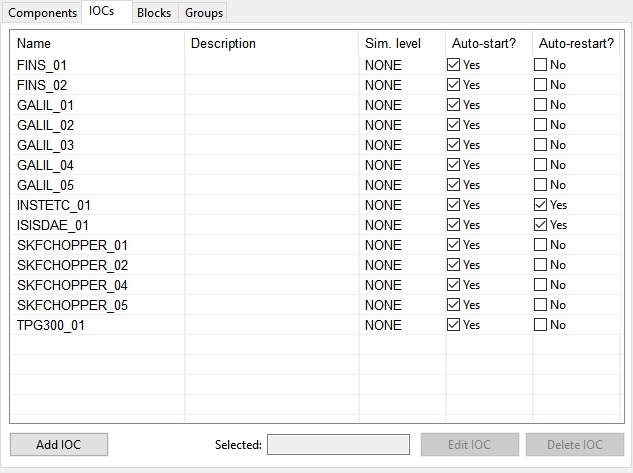 Components IOCs Blocks Groups
Name Description Sim. level Auto-start? Auto-restart?
FINS_01 NONE Yes No
FINS_02 NONE Yes No
GALIL_01 NONE Yes No
GALIL_02 NONE Yes No
GALIL_03 NONE Yes No
GALIL_04 NONE Yes No
GALIL_05 NONE Yes No
INSTETC_01 NONE Yes Yes
ISISDAE_01 NONE Yes Yes
SKFCHOPPER_01 NONE Yes No
SKFCHOPPER_02 NONE Yes No
SKFCHOPPER_04 NONE Yes No
SKFCHOPPER_05 NONE Yes No
TPG300_01 NONE Yes No
Add IOC Selected: Edit IOC Delete IOC